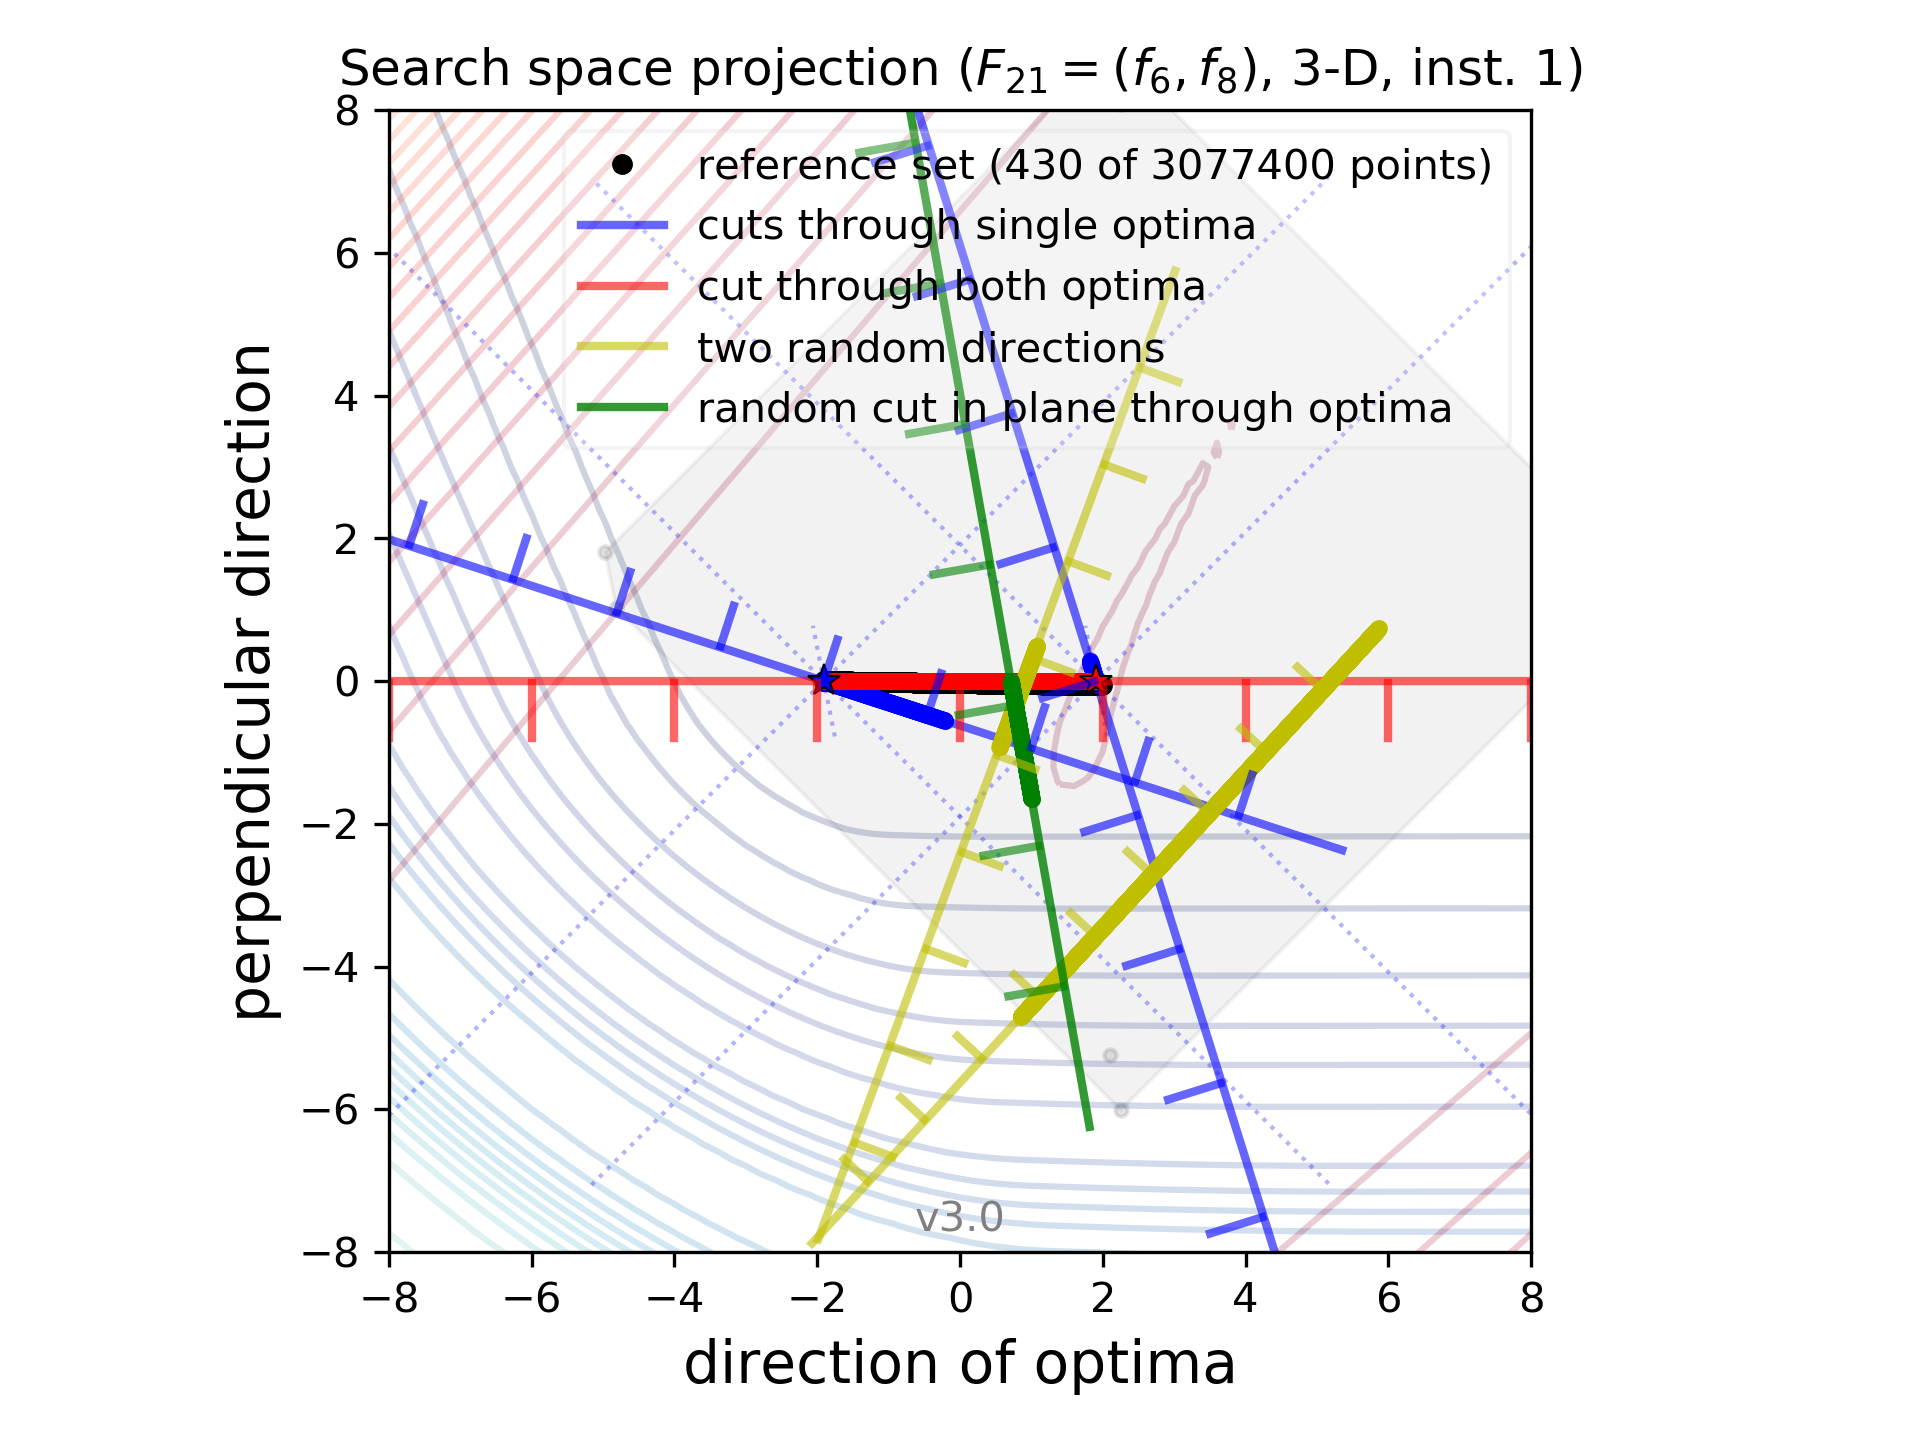 Search space projection (F₂₁ = (f₆, f₈), 3-D, inst. 1)
reference set (430 of 3077400 points)
cuts through single optima
cut through both optima
two random directions
random cut in plane through optima
perpendicular direction
8
6
4
2
0
−2
−4
−6
−8
v3.0
−8 −6 −4 −2 0 2 4 6 8
direction of optima